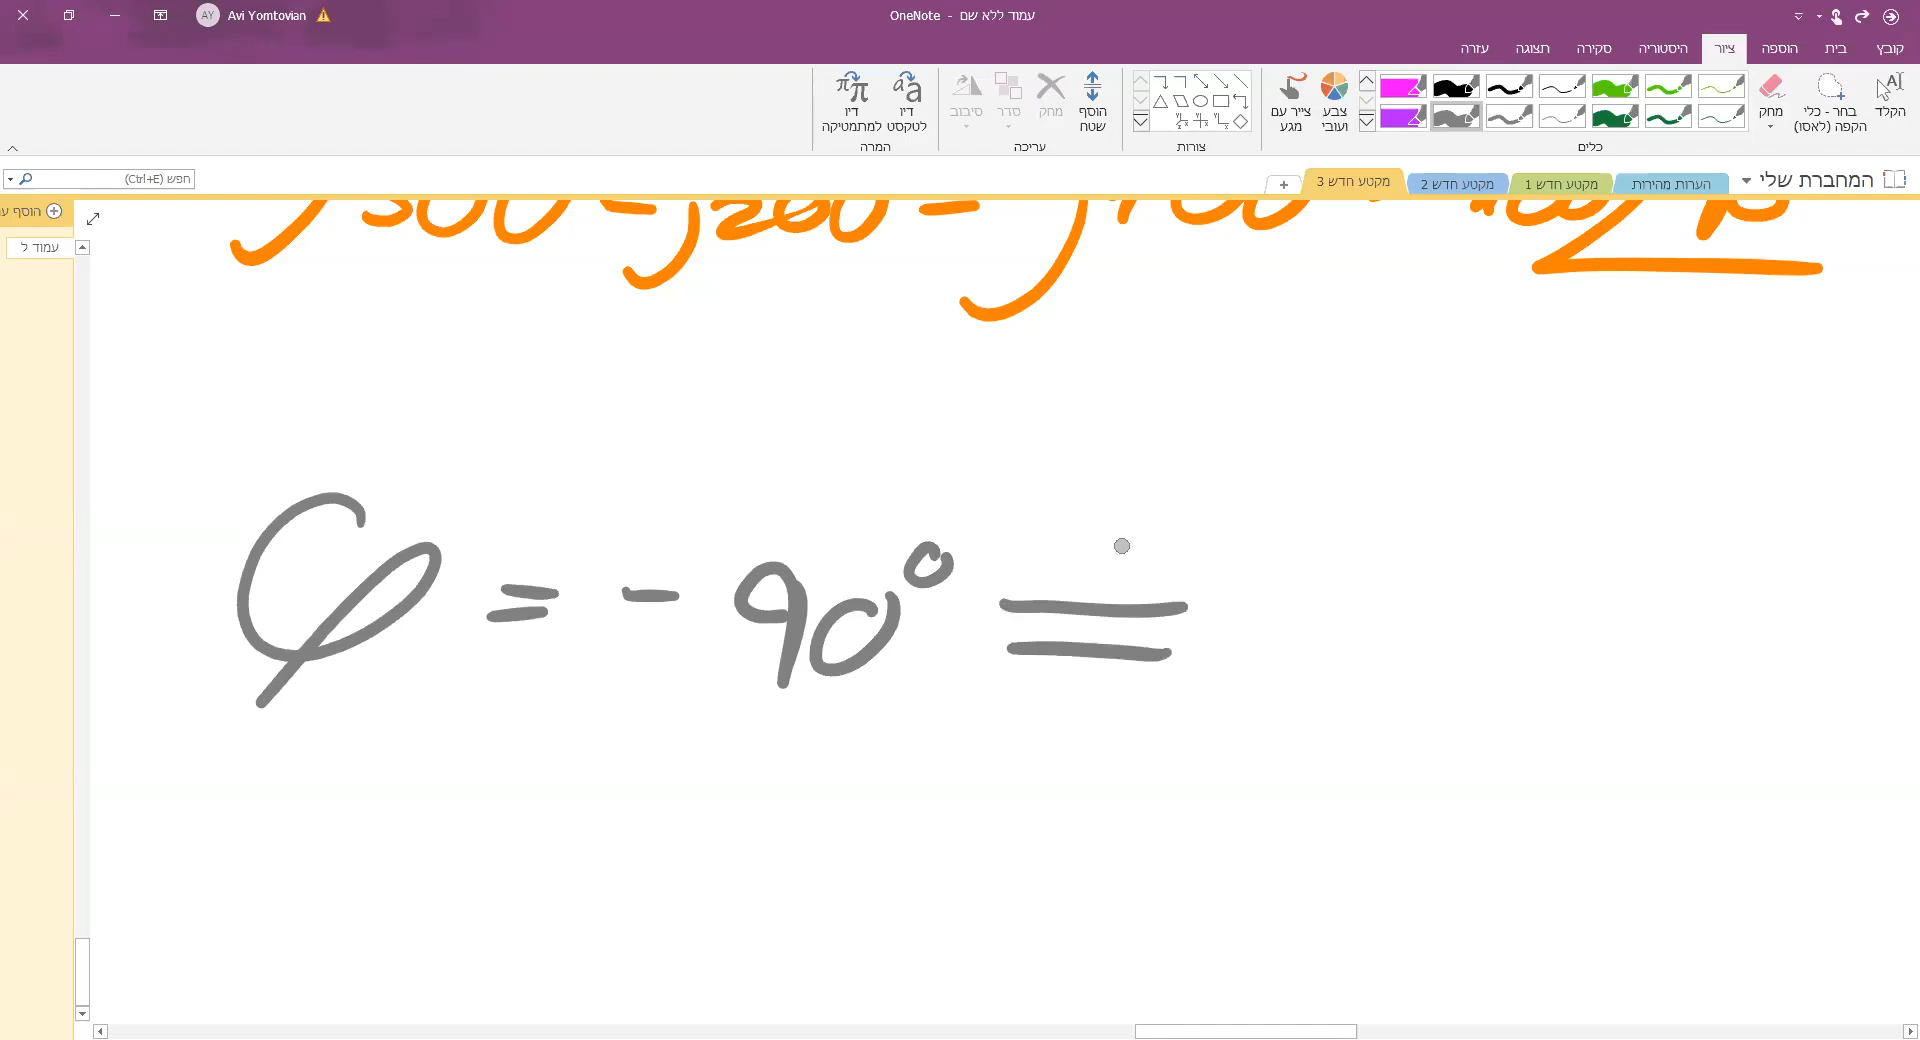 Avi Yomtovian
עמוד ללא שם - OneNote
קובץ בית הוספה ציור היסטוריה סקירה תצוגה עזרה
הקלד
בחר - כלי הקפה (לאסו)
מחק
כלים
צבע ועובי
צייר עם מגע
צורות
הוסף שטח
מחק
סדר
סיבוב
עריכה
דיו לטקסט
דיו למתמטיקה
המרה
המחברת שלי
הערות מהירות
מקטע חדש 1
מקטע חדש 2
מקטע חדש 3
חפש (Ctrl+E)
הוסף
עמוד ל
φ = - 90° =